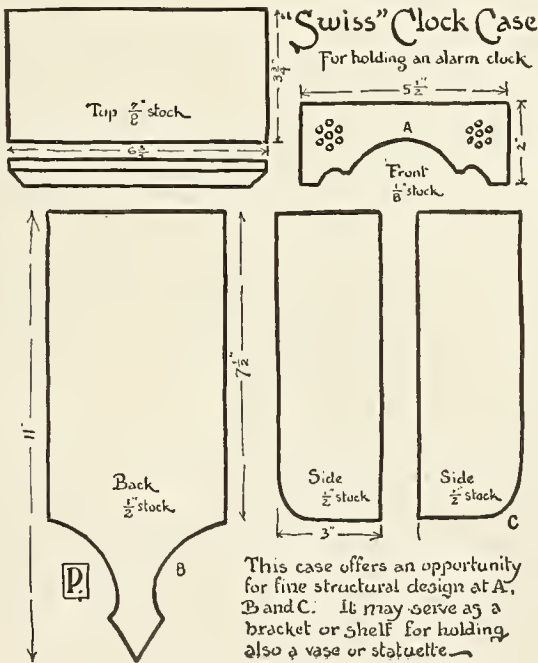 "Swiss" Clock Case
For holding an alarm clock
Top 7/8" stock
3 3/4"
5 1/2"
A
2"
Front
1/8" stock
11"
7 1/2"
Back
1/2" stock
Side
1/2" stock
Side
1/2" stock
3"
C
B
P.
This case offers an opportunity
for fine structural design at A,
B and C. It may serve as a
bracket or shelf for holding
also a vase or statuette